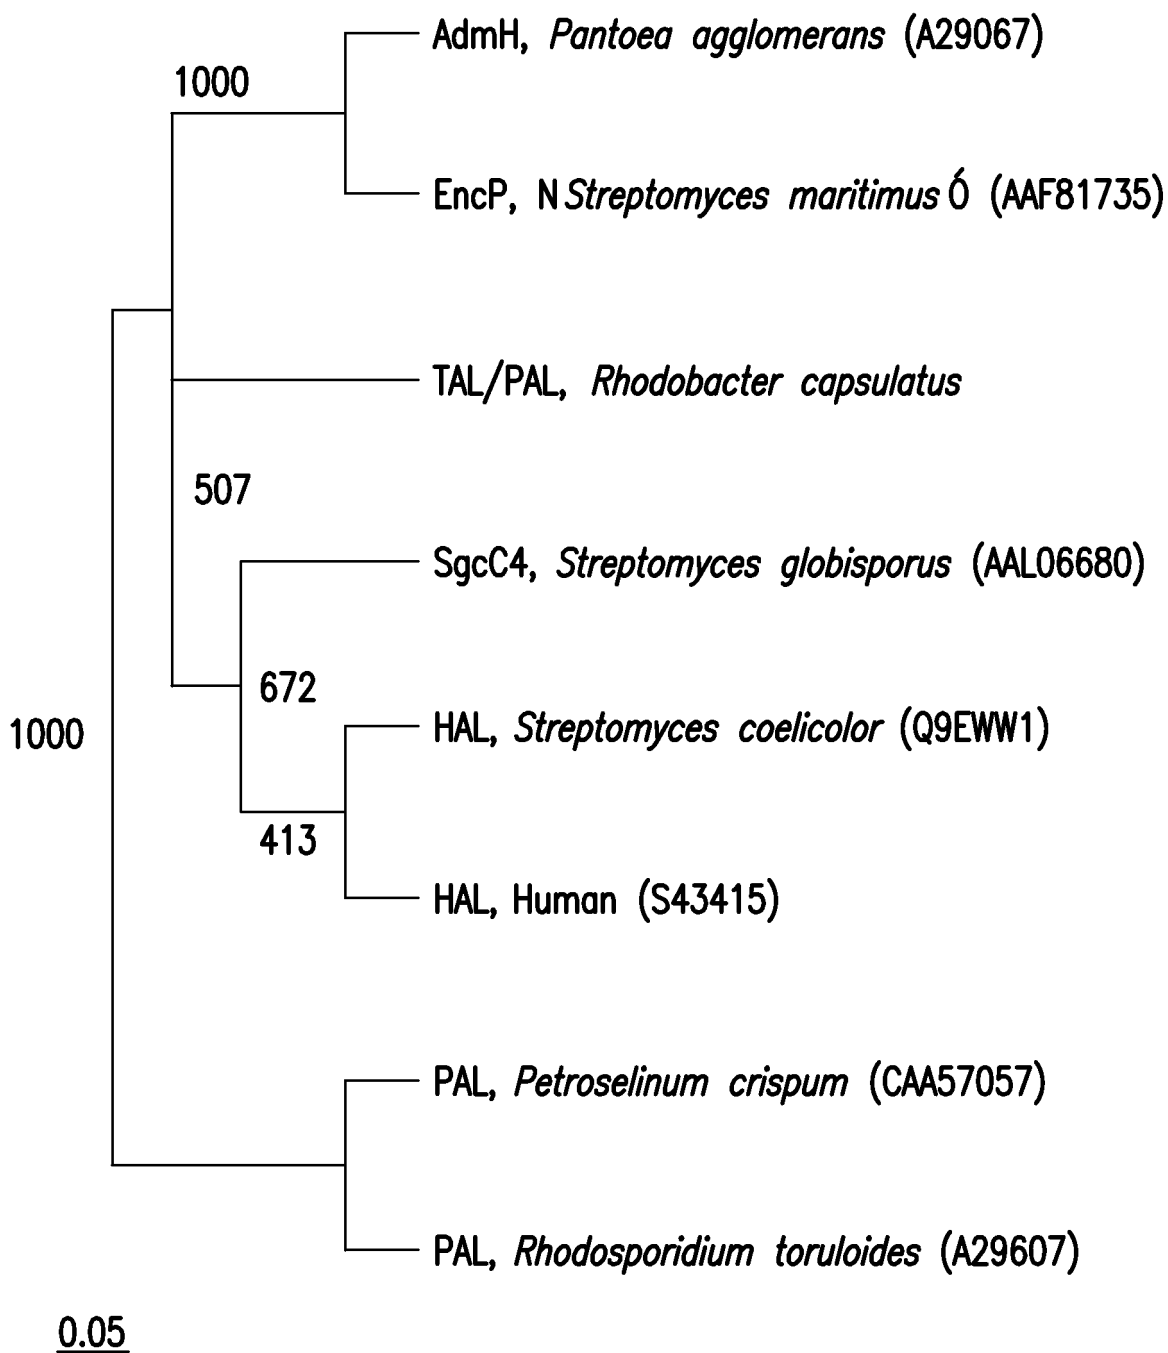 AdmH, Pantoea agglomerans (A29067)
1000
EncP, N Streptomyces maritimus Ó (AAF81735)
TAL/PAL, Rhodobacter capsulatus
507
SgcC4, Streptomyces globisporus (AAL06680)
672
HAL, Streptomyces coelicolor (Q9EWW1)
1000
413
HAL, Human (S43415)
PAL, Petroselinum crispum (CAA57057)
PAL, Rhodosporidium toruloides (A29607)
0.05